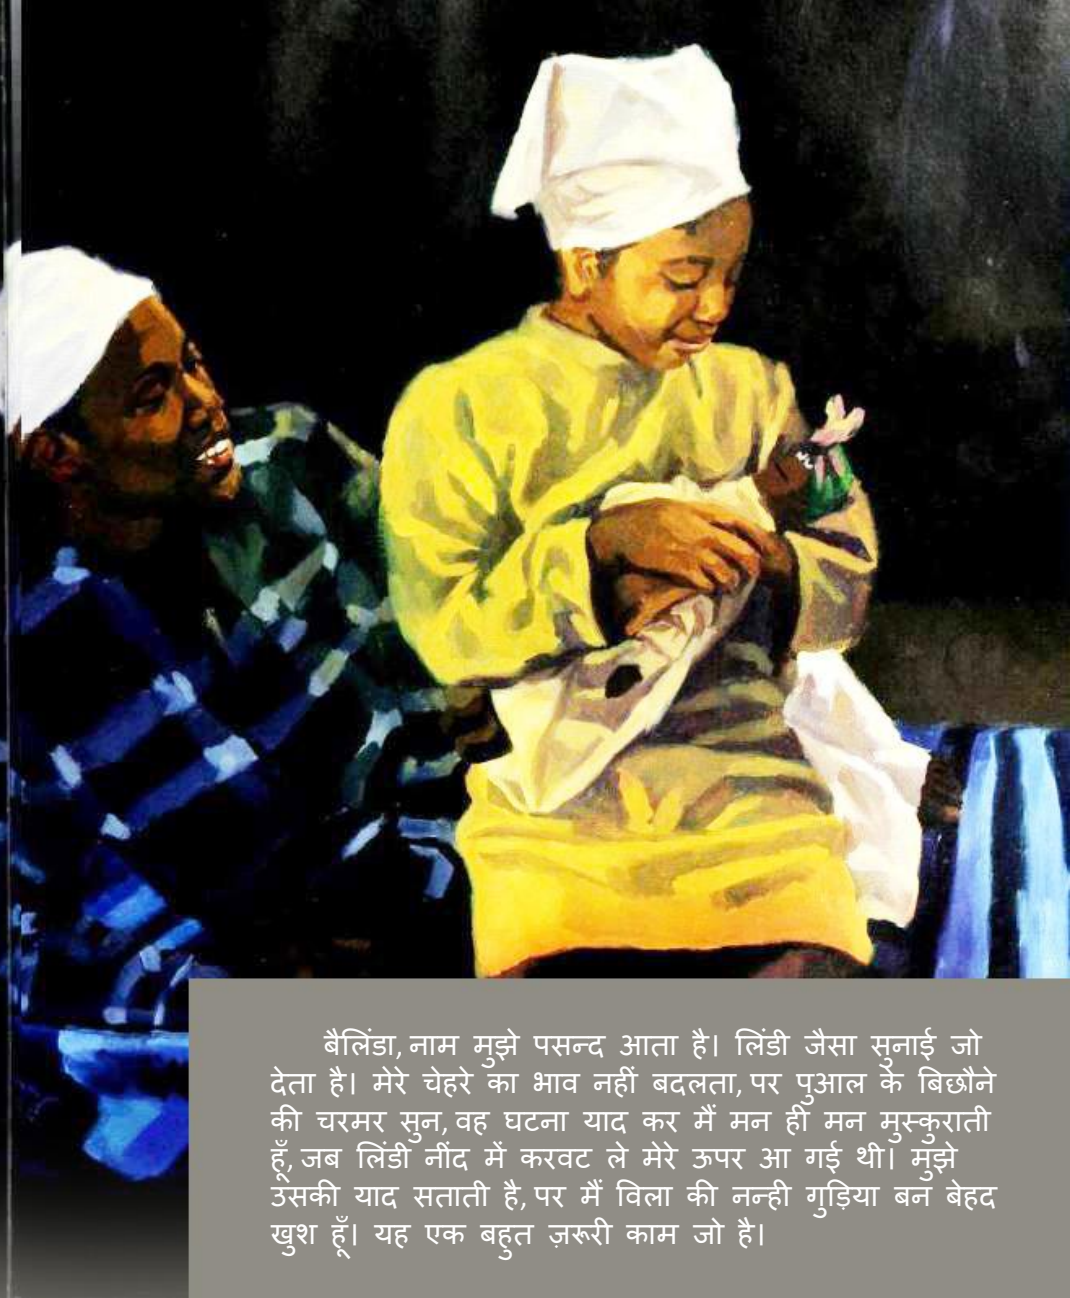 बैलिंडा, नाम मुझे पसन्द आता है। लिंडी जैसा सुनाई जो
देता है। मेरे चेहरे का भाव नहीं बदलता, पर पुआल के बिछौने
की चरमर सुन, वह घटना याद कर मैं मन ही मन मुस्कुराती
हूँ, जब लिंडी नींद में करवट ले मेरे ऊपर आ गई थी। मुझे
उसकी याद सताती है, पर मैं विला की नन्ही गुड़िया बन बेहद
खुश हूँ। यह एक बहुत ज़रूरी काम जो है।